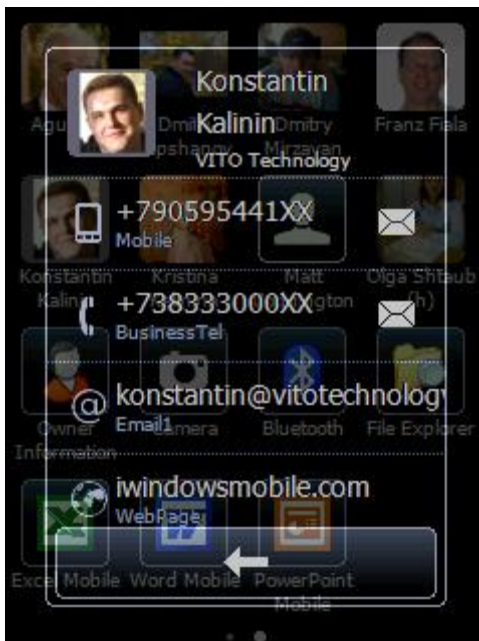 Konstantin
Kalinin
VITO Technology
+790595441XX
Mobile
+738333000XX
BusinessTel
@ konstantin@vitotechnology
Email1
iwindowsmobile.com
WebPage
Dmitry
Franz Fiala
Mirzayan
Konstantin
Kristina
Matt
Olga Shtaub
(h)
Owner
Information
Camera
Bluetooth
File Explorer
Excel Mobile
Word Mobile
PowerPoint
Mobile